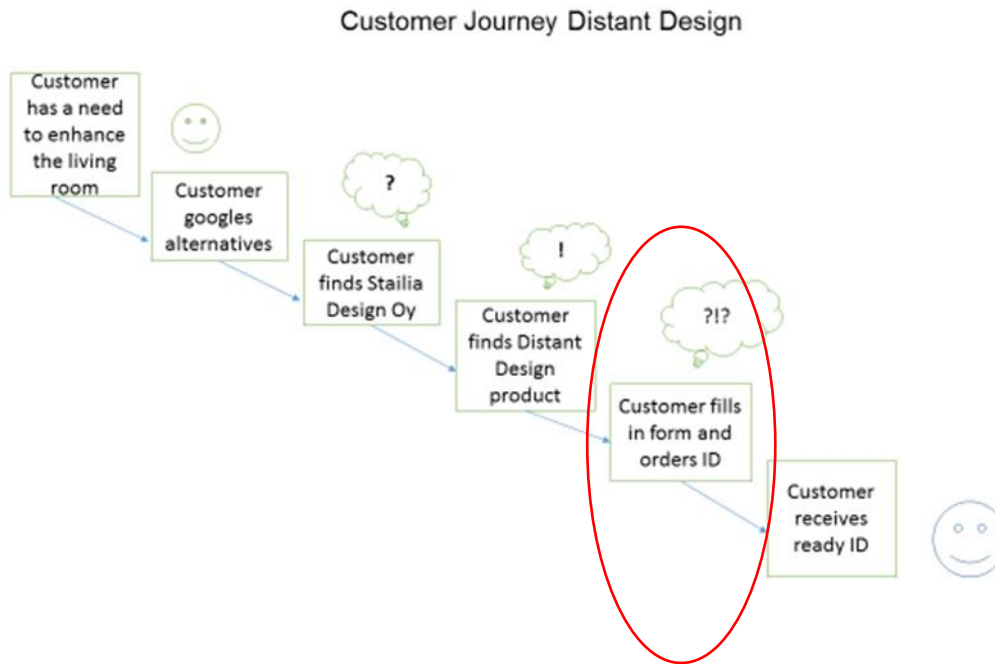 Customer Journey Distant Design
Customer
has a need
to enhance
the living
room
Customer
googles
alternatives
?
Customer
finds Stailia
Design Oy
!
Customer
finds Distant
Design
product
?!?
Customer fills
in form and
orders ID
Customer
receives
ready ID